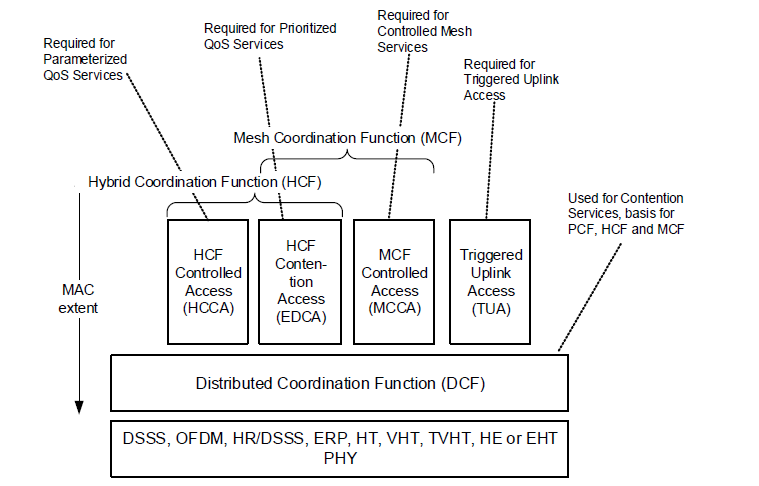 Required for
Parameterized
QoS Services
Required for Prioritized
QoS Services
Required for
Controlled Mesh
Services
Required for
Triggered Uplink
Access
Mesh Coordination Function (MCF)
Hybrid Coordination Function (HCF)
Used for Contention
Services, basis for
PCF, HCF and MCF
MAC
extent
HCF
Controlled
Access
(HCCA)
HCF
Conten-
tion
Access
(EDCA)
MCF
Controlled
Access
(MCCA)
Triggered
Uplink
Access
(TUA)
Distributed Coordination Function (DCF)
DSSS, OFDM, HR/DSSS, ERP, HT, VHT, TVHT, HE or EHT
PHY